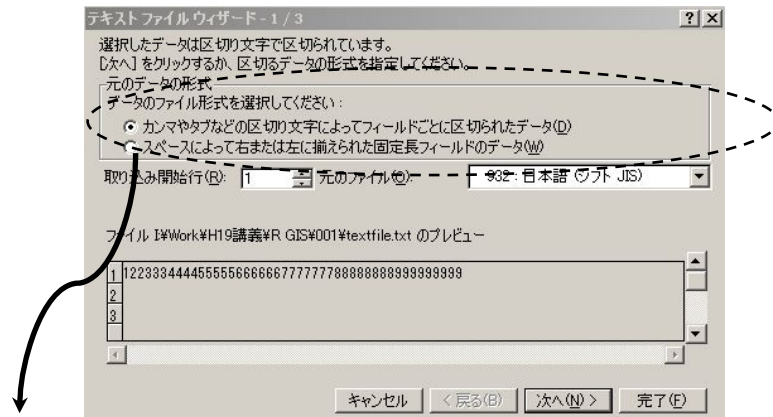 テキスト ファイル ウィザード - 1 / 3
選択したデータは区切り文字で区切られています。
[次へ] をクリックするか、区切るデータの形式を指定してください。
元のデータの形式
データのファイル形式を選択してください:
カンマやタブなどの区切り文字によってフィールドごとに区切られたデータ(D)
スペースによって右または左に揃えられた固定長フィールドのデータ(W)
取り込み開始行(R): 1 元のファイル(O): 932 : 日本語 (シフト JIS)
ファイル I:¥Work¥H19講義¥R GIS¥001¥textfile.txt のプレビュー
1 122333444455555666666777777788888888999999999
2
3
キャンセル < 戻る(B) 次へ(N) > 完了(F)